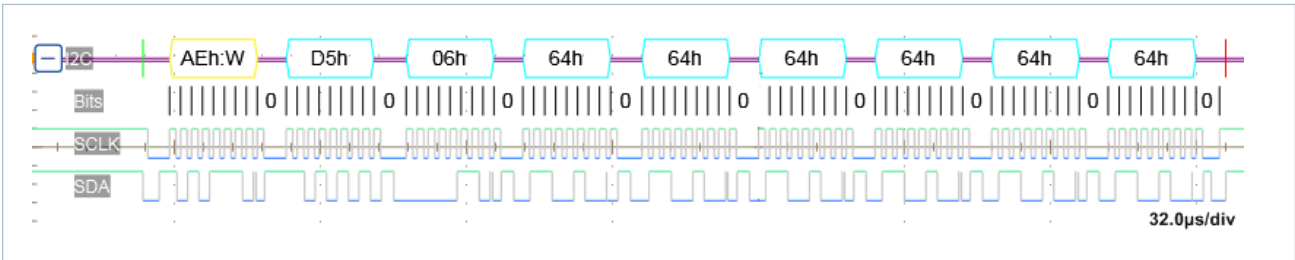 I2C AEh:W D5h 06h 64h 64h 64h 64h 64h 64h
Bits 0 0 0 0 0 0 0 0 0
SCLK
SDA
32.0µs/div